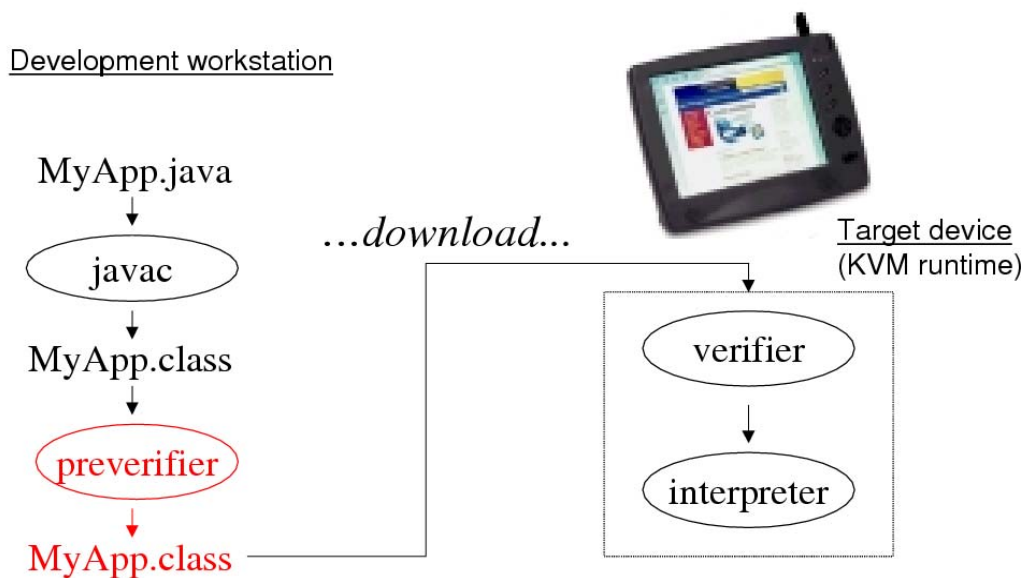 Development workstation
MyApp.java
javac
MyApp.class
preverifier
MyApp.class
...download...
Target device
(KVM runtime)
verifier
interpreter